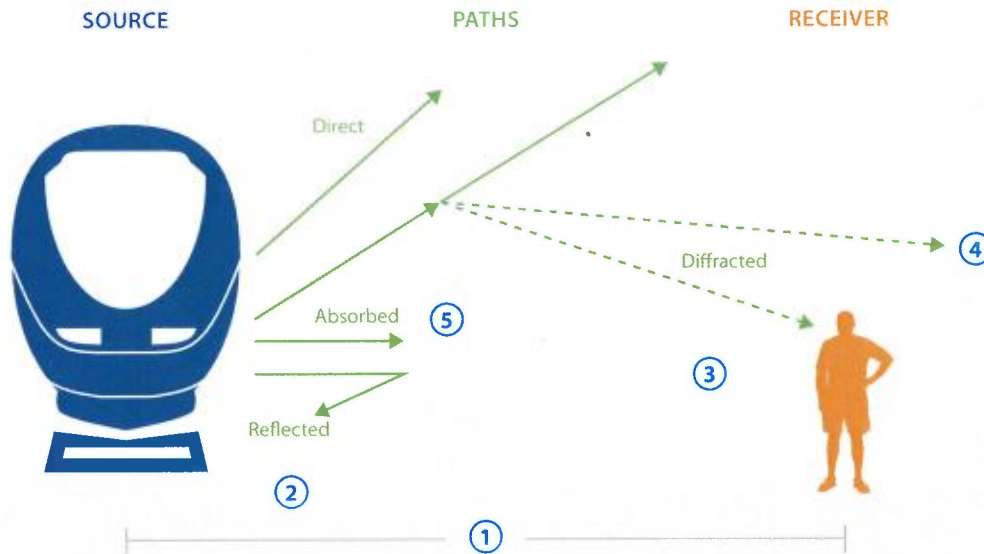 SOURCE
PATHS
RECEIVER
Direct
4
Diffracted
Absorbed
5
3
Reflected
2
1